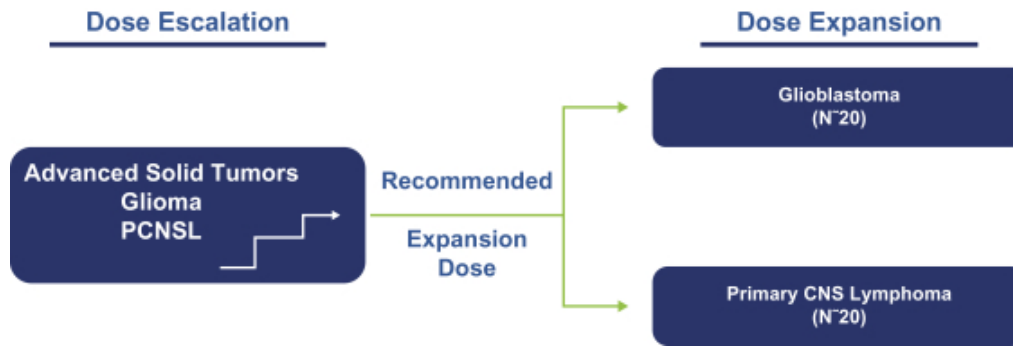 Dose Escalation
Dose Expansion
Advanced Solid Tumors
Glioma
PCNSL
Recommended
Expansion
Dose
Glioblastoma
(N~20)
Primary CNS Lymphoma
(N~20)